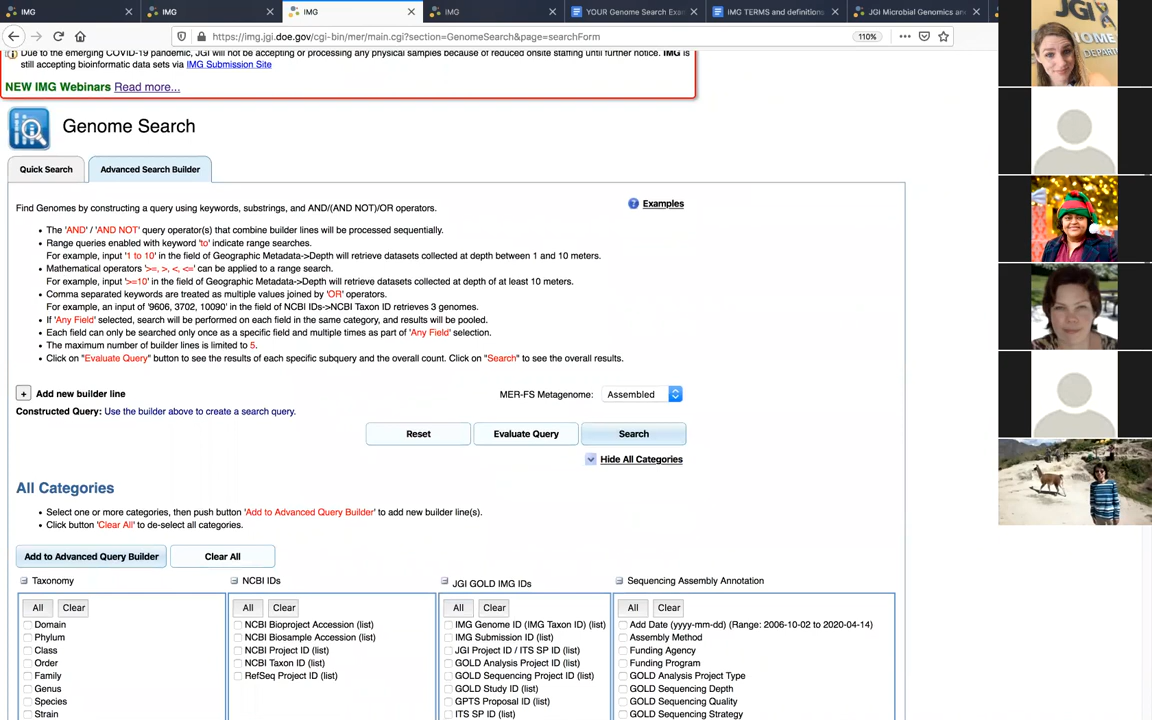 IMG
IMG
IMG
IMG
YOUR Genome Search Exa
IMG TERMS and definitions
JGI Microbial Genomics and
https://img.jgi.doe.gov/cgi-bin/mer/main.cgi?section=GenomeSearch&page=searchForm
110%
Due to the emerging COVID-19 pandemic, JGI will not be accepting or processing any physical samples because of reduced onsite staffing until further notice. IMG is
still accepting bioinformatic data sets via IMG Submission Site
NEW IMG Webinars Read more...
Genome Search
Quick Search
Advanced Search Builder
Find Genomes by constructing a query using keywords, substrings, and AND/(AND NOT)/OR operators.
Examples
The 'AND' / 'AND NOT' query operator(s) that combine builder lines will be processed sequentially.
Range queries enabled with keyword 'to' indicate range searches.
For example, input '1 to 10' in the field of Geographic Metadata->Depth will retrieve datasets collected at depth between 1 and 10 meters.
Mathematical operators '>=, >, <, <=' can be applied to a range search.
For example, input '>=10' in the field of Geographic Metadata->Depth will retrieve datasets collected at depth of at least 10 meters.
Comma separated keywords are treated as multiple values joined by 'OR' operators.
For example, an input of '9606, 3702, 10090' in the field of NCBI IDs->NCBI Taxon ID retrieves 3 genomes.
If 'Any Field' selected, search will be performed on each field in the same category, and results will be pooled.
Each field can only be searched only once as a specific field and multiple times as part of 'Any Field' selection.
The maximum number of builder lines is limited to 5.
Click on "Evaluate Query" button to see the results of each specific subquery and the overall count. Click on "Search" to see the overall results.
+ Add new builder line
MER-FS Metagenome: Assembled
Constructed Query: Use the builder above to create a search query.
Reset
Evaluate Query
Search
Hide All Categories
All Categories
Select one or more categories, then push button 'Add to Advanced Query Builder' to add new builder line(s).
Click button 'Clear All' to de-select all categories.
Add to Advanced Query Builder
Clear All
Taxonomy
All Clear
Domain
Phylum
Class
Order
Family
Genus
Species
Strain
NCBI IDs
All Clear
NCBI Bioproject Accession (list)
NCBI Biosample Accession (list)
NCBI Project ID (list)
NCBI Taxon ID (list)
RefSeq Project ID (list)
JGI GOLD IMG IDs
All Clear
IMG Genome ID (IMG Taxon ID) (list)
IMG Submission ID (list)
JGI Project ID / ITS SP ID (list)
GOLD Analysis Project ID (list)
GOLD Sequencing Project ID (list)
GOLD Study ID (list)
GPTS Proposal ID (list)
ITS SP ID (list)
Sequencing Assembly Annotation
All Clear
Add Date (yyyy-mm-dd) (Range: 2006-10-02 to 2020-04-14)
Assembly Method
Funding Agency
Funding Program
GOLD Analysis Project Type
GOLD Sequencing Depth
GOLD Sequencing Quality
GOLD Sequencing Strategy
JGI